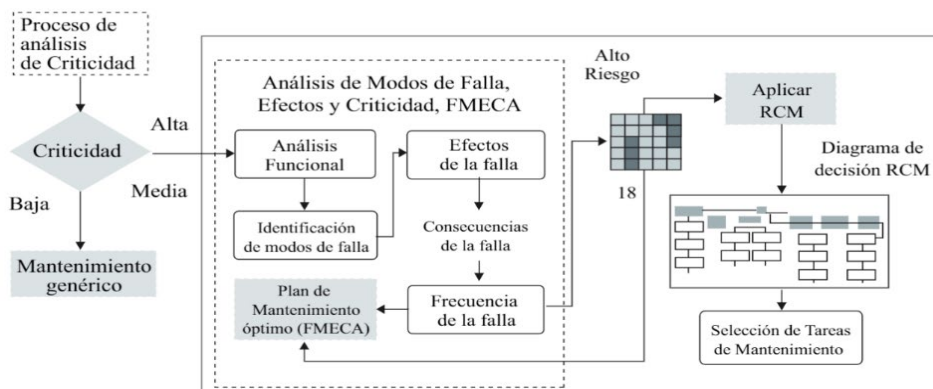 Proceso de
análisis
de Criticidad
Criticidad
Alta
Media
Baja
Mantenimiento
genérico
Análisis de Modos de Falla,
Efectos y Criticidad, FMECA
Análisis
Funcional
Identificación
de modos de falla
Efectos
de la falla
Consecuencias
de la falla
Frecuencia
de la falla
Plan de
Mantenimiento
óptimo (FMECA)
Alto
Riesgo
18
Aplicar
RCM
Diagrama de
decisión RCM
Selección de Tareas
de Mantenimiento